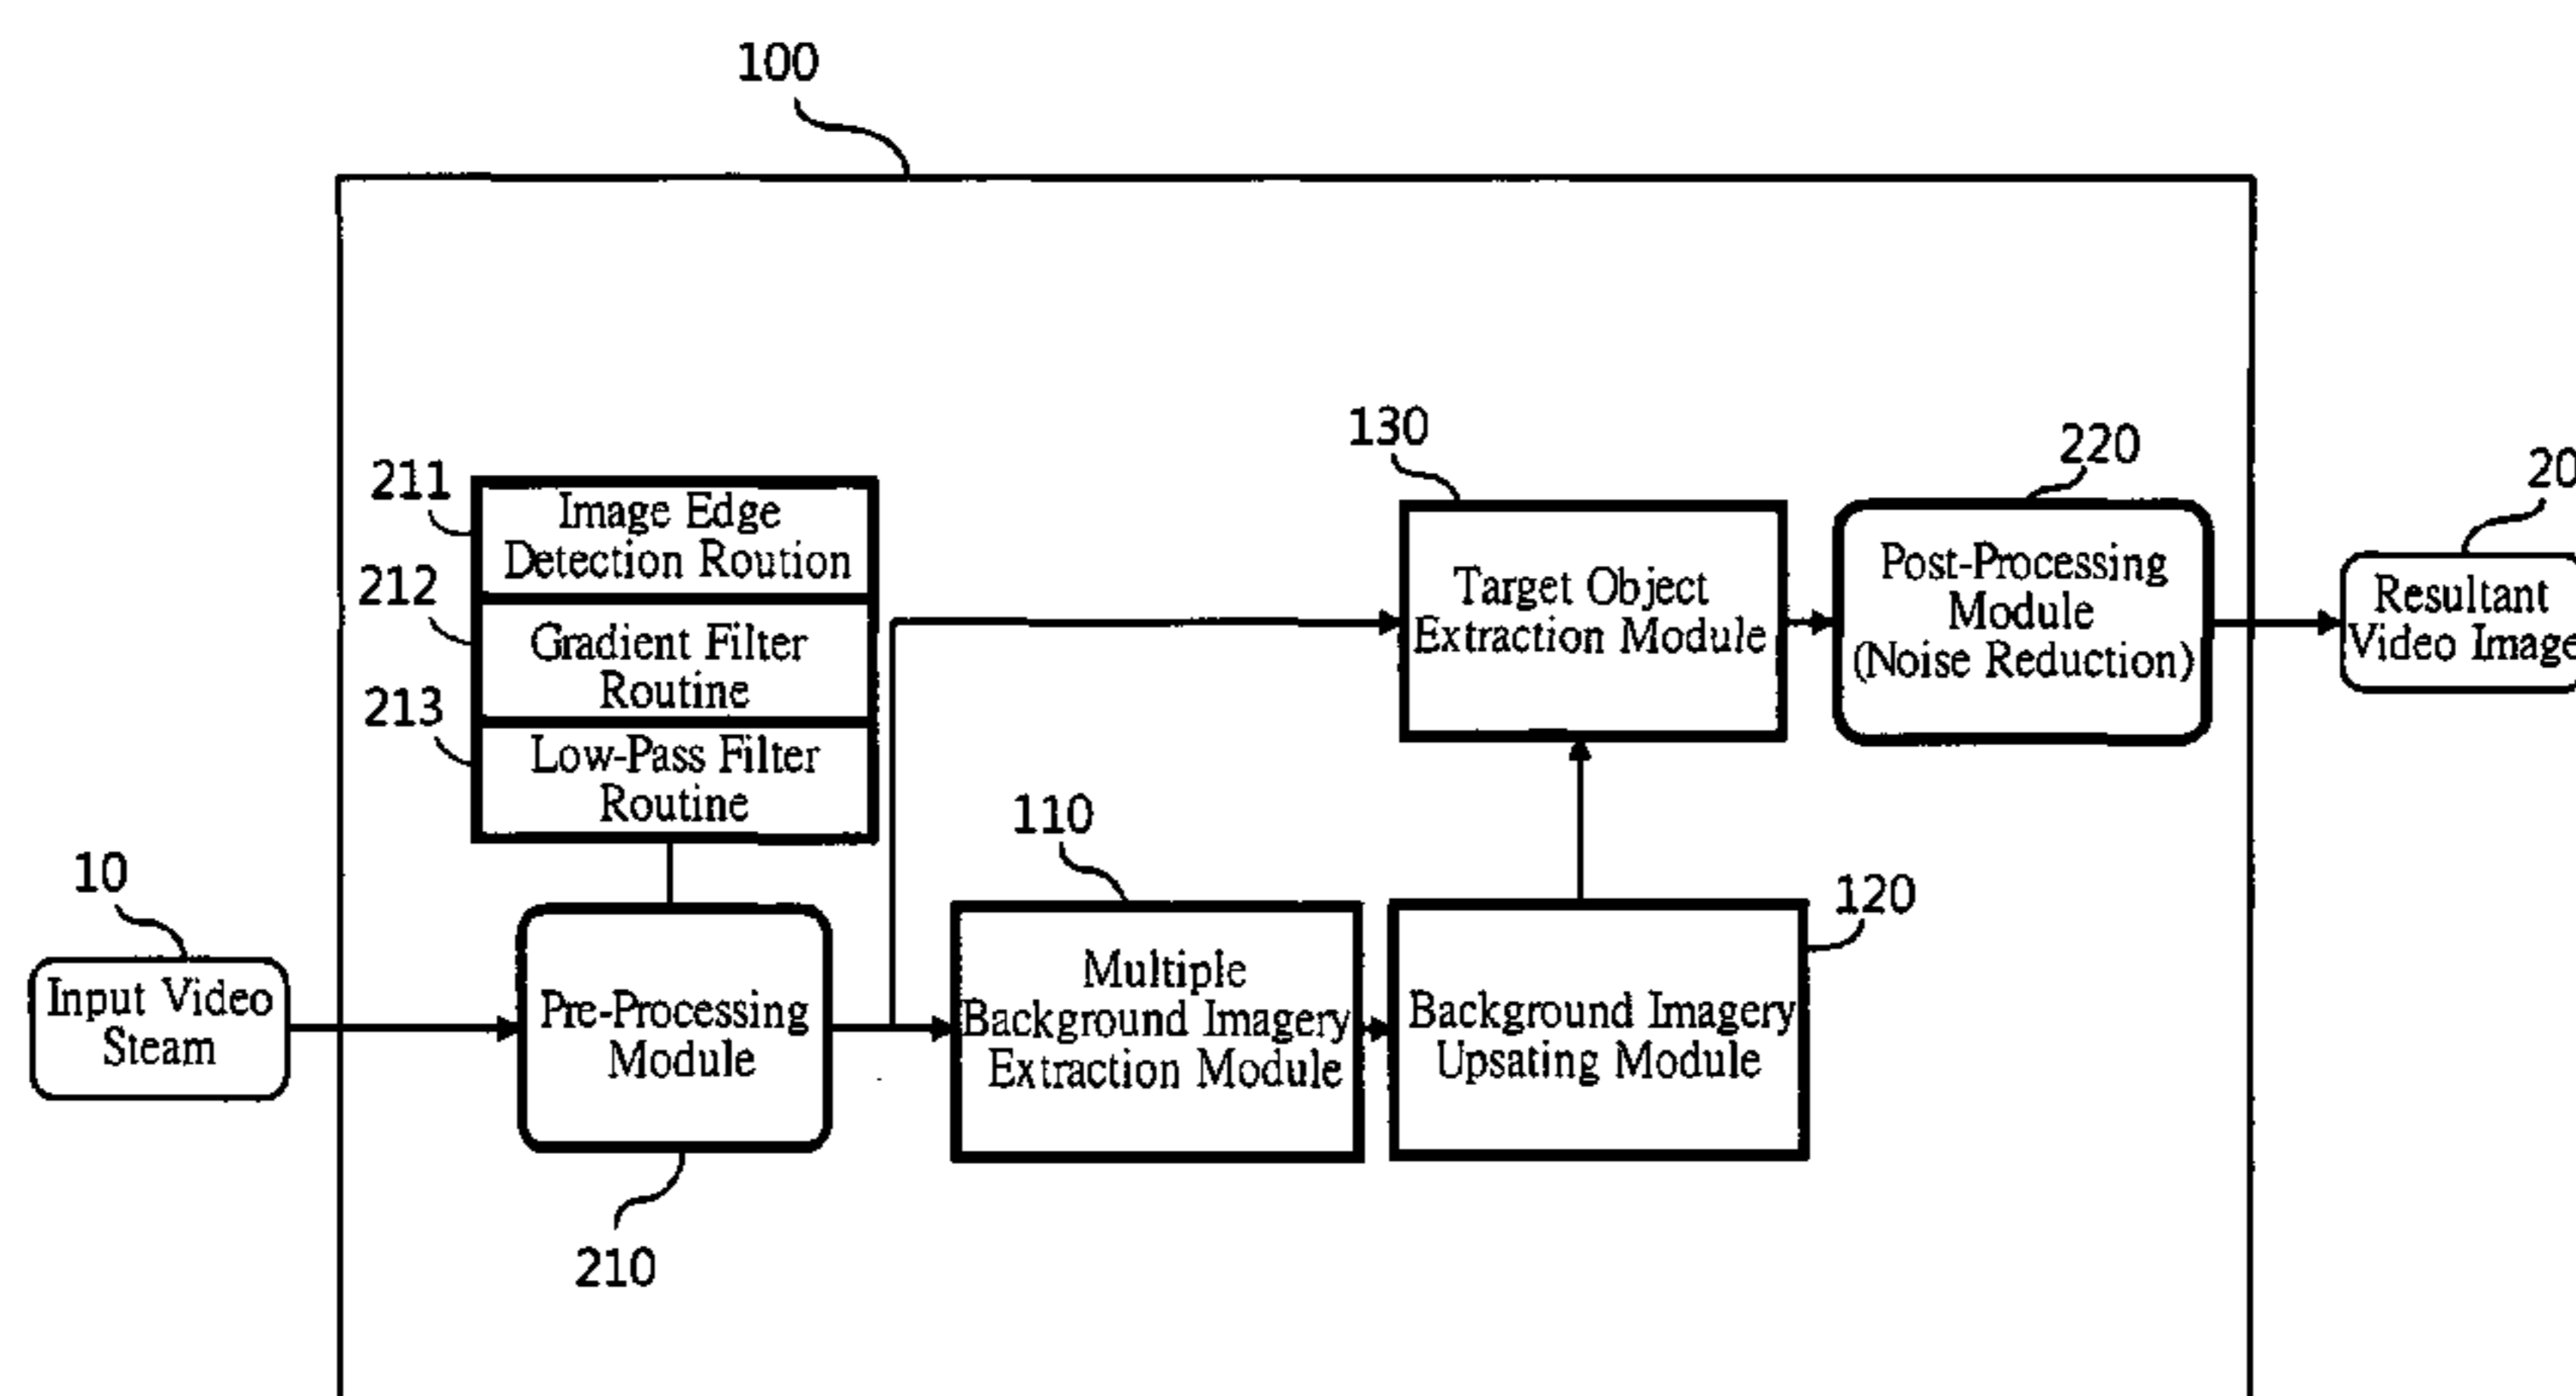 100
211
Image Edge
Detection Roution
212
Gradient Filter
Routine
213
Low-Pass Filter
Routine
130
Target Object
Extraction Module
220
Post-Processing
Module
(Noise Reduction)
20
Resultant
Video Image
10
Input Video
Steam
Pre-Processing
Module
210
110
Multiple
Background Imagery
Extraction Module
120
Background Imagery
Upsating Module